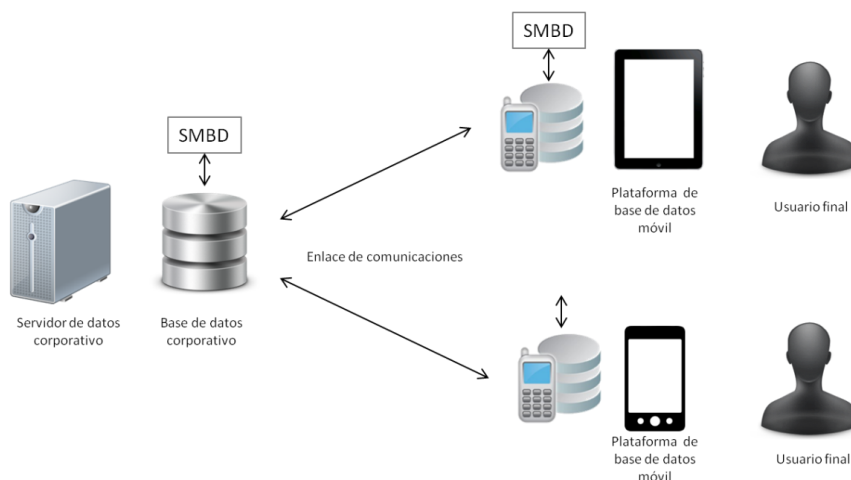 SMBD
SMBD
Plataforma de
base de datos
móvil
Usuario final
Enlace de comunicaciones
Servidor de datos
corporativo
Base de datos
corporativo
Plataforma de
base de datos
móvil
Usuario final